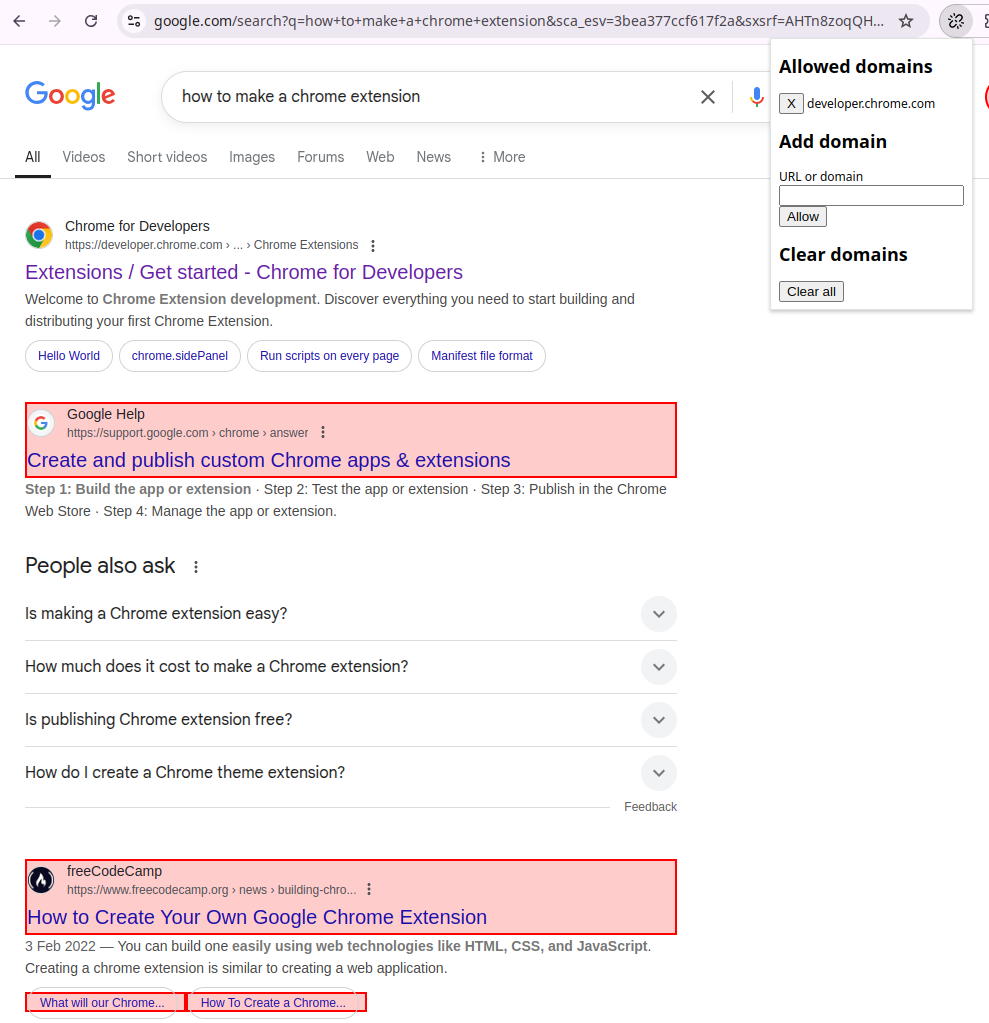 google.com/search?q=how+to+make+a+chrome+extension&sca_esv=3bea377ccf617f2a&sxsrf=AHTn8zoqQH...
Google
how to make a chrome extension
All Videos Short videos Images Forums Web News More
Allowed domains
X developer.chrome.com
Add domain
URL or domain
Allow
Clear domains
Clear all
Chrome for Developers
https://developer.chrome.com › ... › Chrome Extensions
Extensions / Get started - Chrome for Developers
Welcome to Chrome Extension development. Discover everything you need to start building and
distributing your first Chrome Extension.
Hello World chrome.sidePanel Run scripts on every page Manifest file format
Google Help
https://support.google.com › chrome › answer
Create and publish custom Chrome apps & extensions
Step 1: Build the app or extension · Step 2: Test the app or extension · Step 3: Publish in the Chrome
Web Store · Step 4: Manage the app or extension.
People also ask
Is making a Chrome extension easy?
How much does it cost to make a Chrome extension?
Is publishing Chrome extension free?
How do I create a Chrome theme extension?
Feedback
freeCodeCamp
https://www.freecodecamp.org › news › building-chro...
How to Create Your Own Google Chrome Extension
3 Feb 2022 — You can build one easily using web technologies like HTML, CSS, and JavaScript.
Creating a chrome extension is similar to creating a web application.
What will our Chrome... How To Create a Chrome...